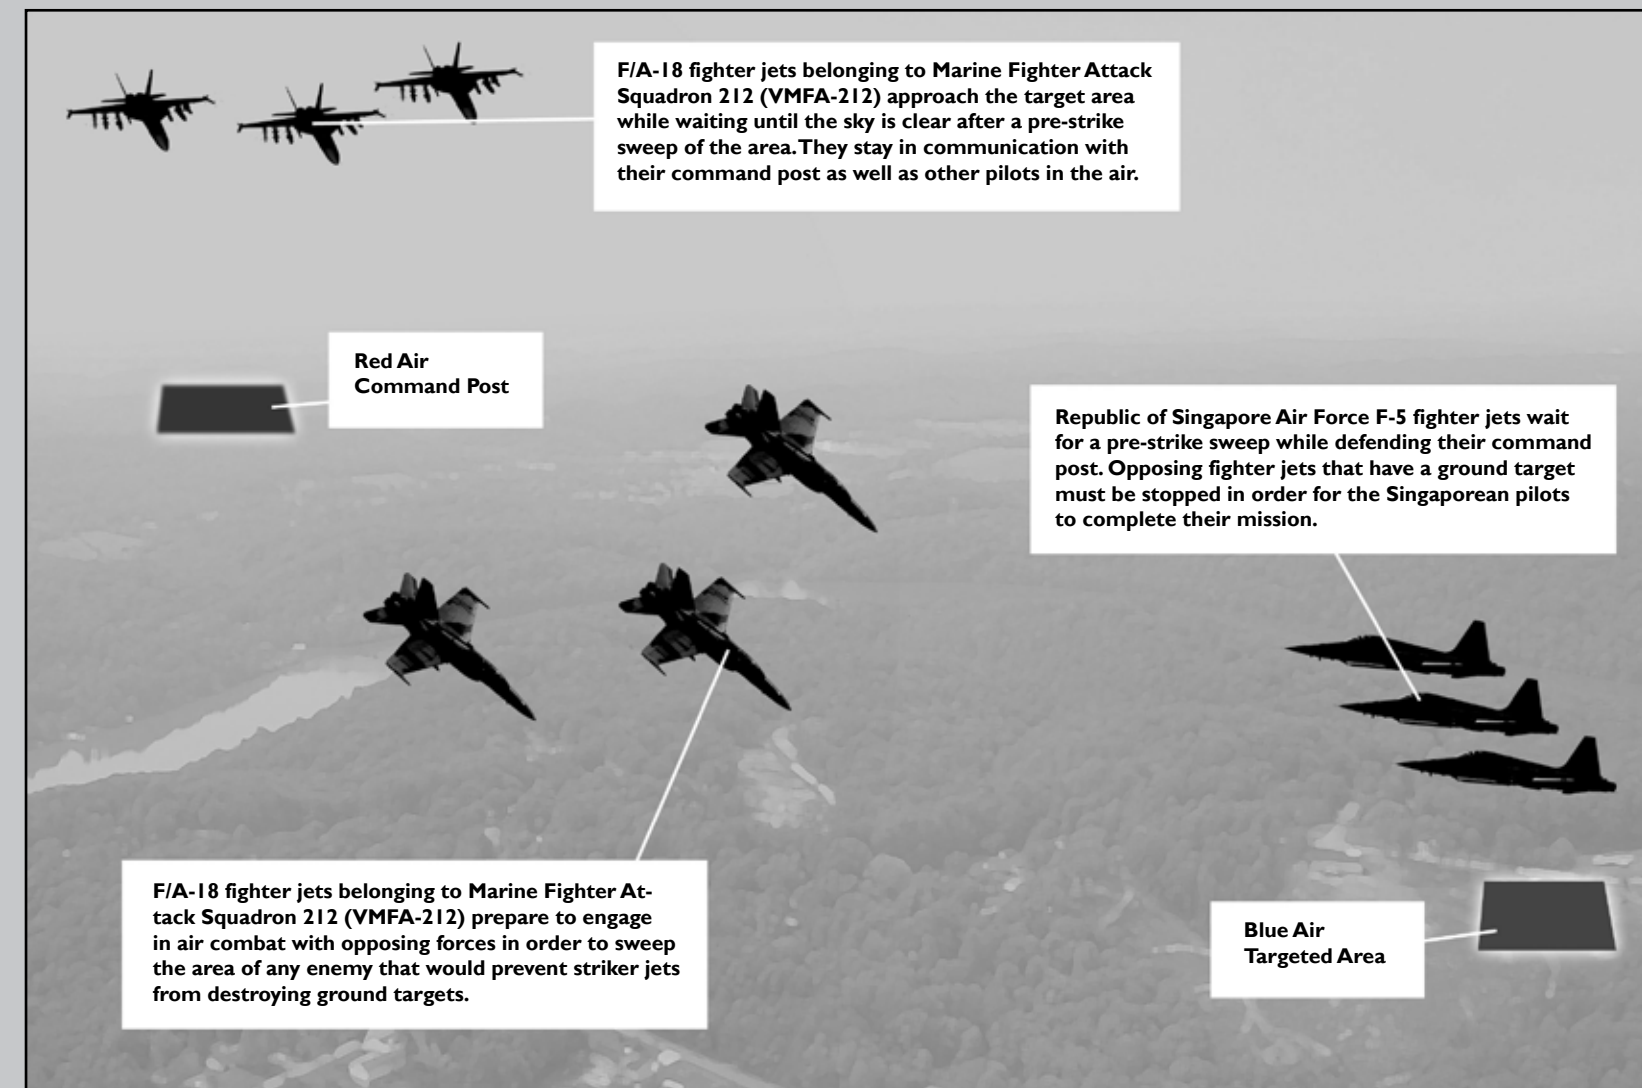 F/A-18 fighter jets belonging to Marine Fighter Attack
Squadron 212 (VMFA-212) approach the target area
while waiting until the sky is clear after a pre-strike
sweep of the area. They stay in communication with
their command post as well as other pilots in the air.
Red Air
Command Post
Republic of Singapore Air Force F-5 fighter jets wait
for a pre-strike sweep while defending their command
post. Opposing fighter jets that have a ground target
must be stopped in order for the Singaporean pilots
to complete their mission.
F/A-18 fighter jets belonging to Marine Fighter At-
tack Squadron 212 (VMFA-212) prepare to engage
in air combat with opposing forces in order to sweep
the area of any enemy that would prevent striker jets
from destroying ground targets.
Blue Air
Targeted Area